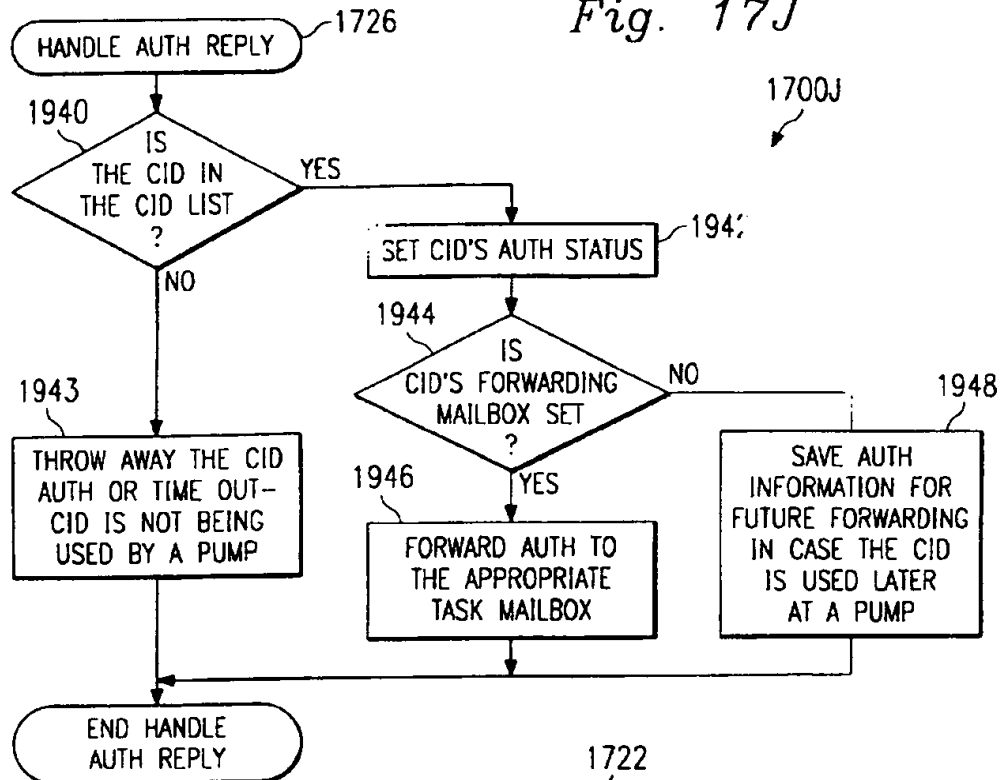 Fig. 17J
1726
HANDLE AUTH REPLY
1700J
1940
IS
THE CID IN
THE CID LIST
?
YES
NO
SET CID'S AUTH STATUS
1944
IS
CID'S FORWARDING
MAILBOX SET
?
NO
YES
1943
THROW AWAY THE CID
AUTH OR TIME OUT-
CID IS NOT BEING
USED BY A PUMP
1946
FORWARD AUTH TO
THE APPROPRIATE
TASK MAILBOX
1948
SAVE AUTH
INFORMATION FOR
FUTURE FORWARDING
IN CASE THE CID
IS USED LATER
AT A PUMP
END HANDLE
AUTH REPLY
1722